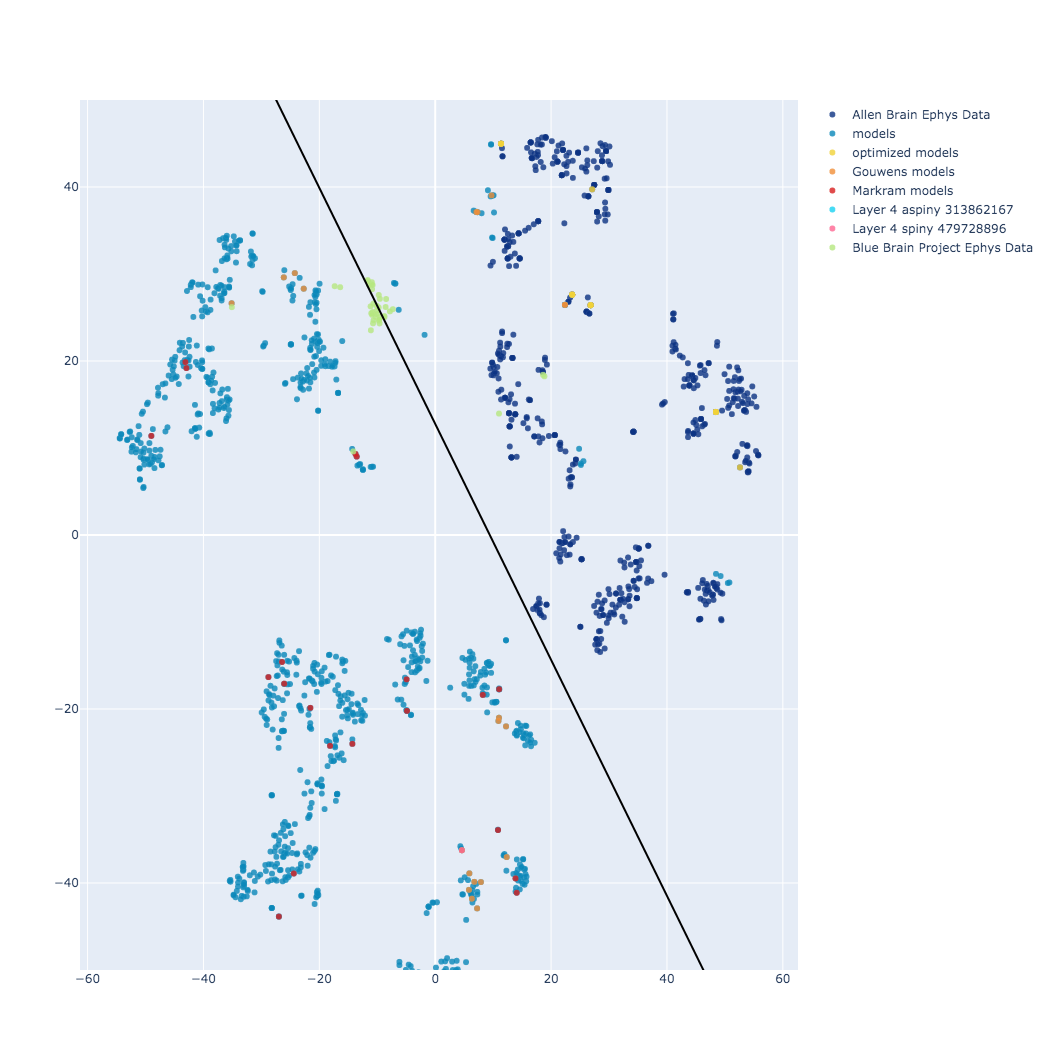 Allen Brain Ephys Data
models
optimized models
Gouwens models
Markram models
Layer 4 aspiny 313862167
Layer 4 spiny 479728896
Blue Brain Project Ephys Data
40
20
0
−20
−40
−60 −40 −20 0 20 40 60